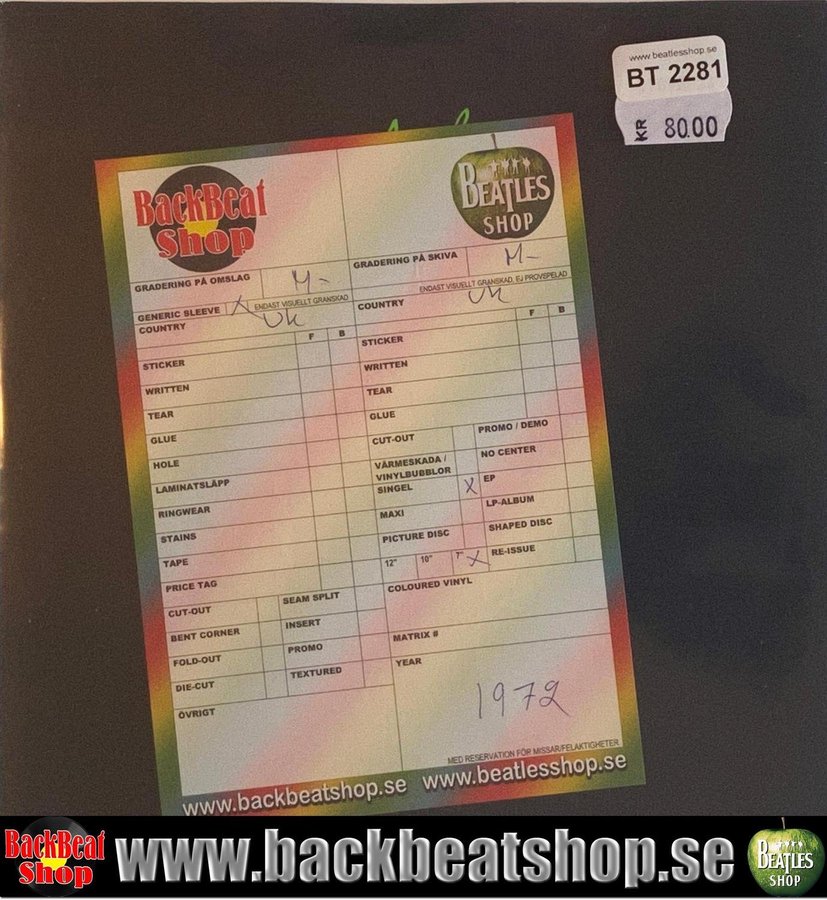 www.beatlesshop.se
BT 2281
KR 80.00
BackBeat
Shop
BEATLES
SHOP
GRADERING PÅ OMSLAG M-
GENERIC SLEEVE X ENDAST VISUELLT GRANSKAD
COUNTRY UK
F B
STICKER
WRITTEN
TEAR
GLUE
HOLE
LAMINATSLÄPP
RINGWEAR
STAINS
TAPE
PRICE TAG
CUT-OUT SEAM SPLIT
BENT CORNER INSERT
FOLD-OUT PROMO
DIE-CUT TEXTURED
ÖVRIGT
GRADERING PÅ SKIVA M-
ENDAST VISUELLT GRANSKAD, EJ PROVSPELAD
COUNTRY UK
F B
STICKER
WRITTEN
TEAR
GLUE
CUT-OUT PROMO / DEMO
VÄRMESKADA /
VINYLBUBBLOR NO CENTER
SINGEL X EP
MAXI LP-ALBUM
PICTURE DISC SHAPED DISC
12" 10" 7" X RE-ISSUE
COLOURED VINYL
MATRIX #
YEAR
1972
MED RESERVATION FÖR MISSAR/FELAKTIGHETER
www.backbeatshop.se www.beatlesshop.se
BackBeat
Shop
www.backbeatshop.se
BEATLES
SHOP